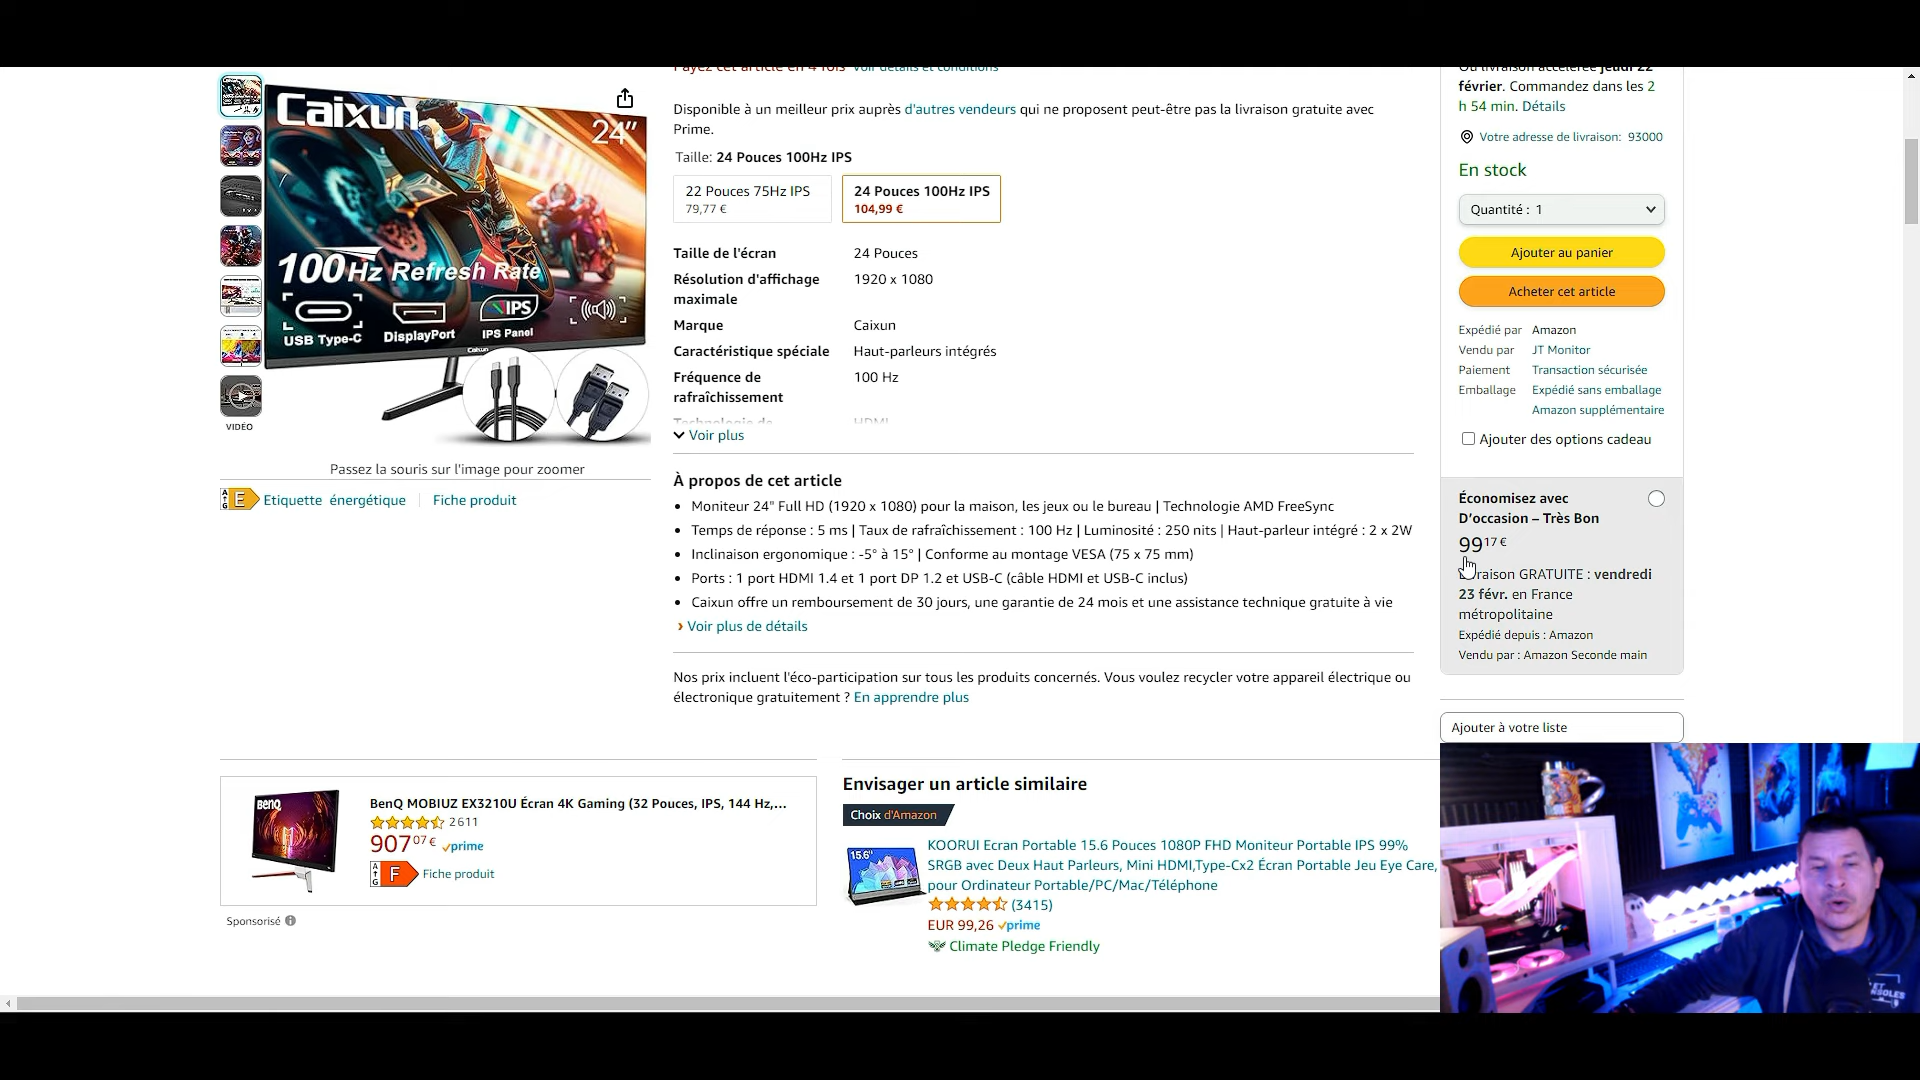 Payez cet article en 4 fois Voir détails et conditions
Disponible à un meilleur prix auprès d'autres vendeurs qui ne proposent peut-être pas la livraison gratuite avec
Prime.
Taille: 24 Pouces 100Hz IPS
22 Pouces 75Hz IPS
79,77 €
24 Pouces 100Hz IPS
104,99 €
Taille de l'écran 24 Pouces
Résolution d'affichage 1920 x 1080
maximale
Marque Caixun
Caractéristique spéciale Haut-parleurs intégrés
Fréquence de 100 Hz
rafraîchissement
Technologie de HDMI
Voir plus
Caixun
24"
100Hz Refresh Rate
USB Type-C
DisplayPort
IPS
IPS Panel
Caixun
VIDÉO
Passez la souris sur l'image pour zoomer
A
G
E
Etiquette énergétique
Fiche produit
À propos de cet article
• Moniteur 24" Full HD (1920 x 1080) pour la maison, les jeux ou le bureau | Technologie AMD FreeSync
• Temps de réponse : 5 ms | Taux de rafraîchissement : 100 Hz | Luminosité : 250 nits | Haut-parleur intégré : 2 x 2W
• Inclinaison ergonomique : -5° à 15° | Conforme au montage VESA (75 x 75 mm)
• Ports : 1 port HDMI 1.4 et 1 port DP 1.2 et USB-C (câble HDMI et USB-C inclus)
• Caixun offre un remboursement de 30 jours, une garantie de 24 mois et une assistance technique gratuite à vie
› Voir plus de détails
Nos prix incluent l'éco-participation sur tous les produits concernés. Vous voulez recycler votre appareil électrique ou
électronique gratuitement ? En apprendre plus
Ou livraison accélérée jeudi 22
février. Commandez dans les 2
h 54 min. Détails
Votre adresse de livraison: 93000
En stock
Quantité : 1
Ajouter au panier
Acheter cet article
Expédié par Amazon
Vendu par JT Monitor
Paiement Transaction sécurisée
Emballage Expédié sans emballage
Amazon supplémentaire
Ajouter des options cadeau
Économisez avec
D'occasion – Très Bon
99 17 €
raison GRATUITE : vendredi
23 févr. en France
métropolitaine
Expédié depuis : Amazon
Vendu par : Amazon Seconde main
Ajouter à votre liste
BenQ
BenQ MOBIUZ EX3210U Écran 4K Gaming (32 Pouces, IPS, 144 Hz,...
2611
907 07 € prime
A
G
F
Fiche produit
Sponsorisé
Envisager un article similaire
Choix d'Amazon
15.6"
KOORUI Ecran Portable 15.6 Pouces 1080P FHD Moniteur Portable IPS 99%
SRGB avec Deux Haut Parleurs, Mini HDMI,Type-Cx2 Écran Portable Jeu Eye Care,
pour Ordinateur Portable/PC/Mac/Téléphone
(3415)
EUR 99,26 prime
Climate Pledge Friendly